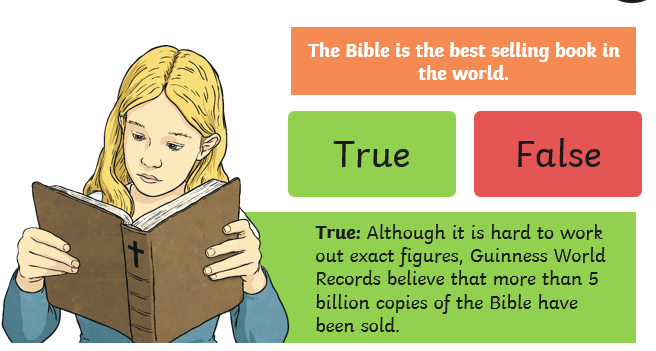 The Bible is the best selling book in
the world.
True
False
True: Although it is hard to work
out exact figures, Guinness World
Records believe that more than 5
billion copies of the Bible have
been sold.